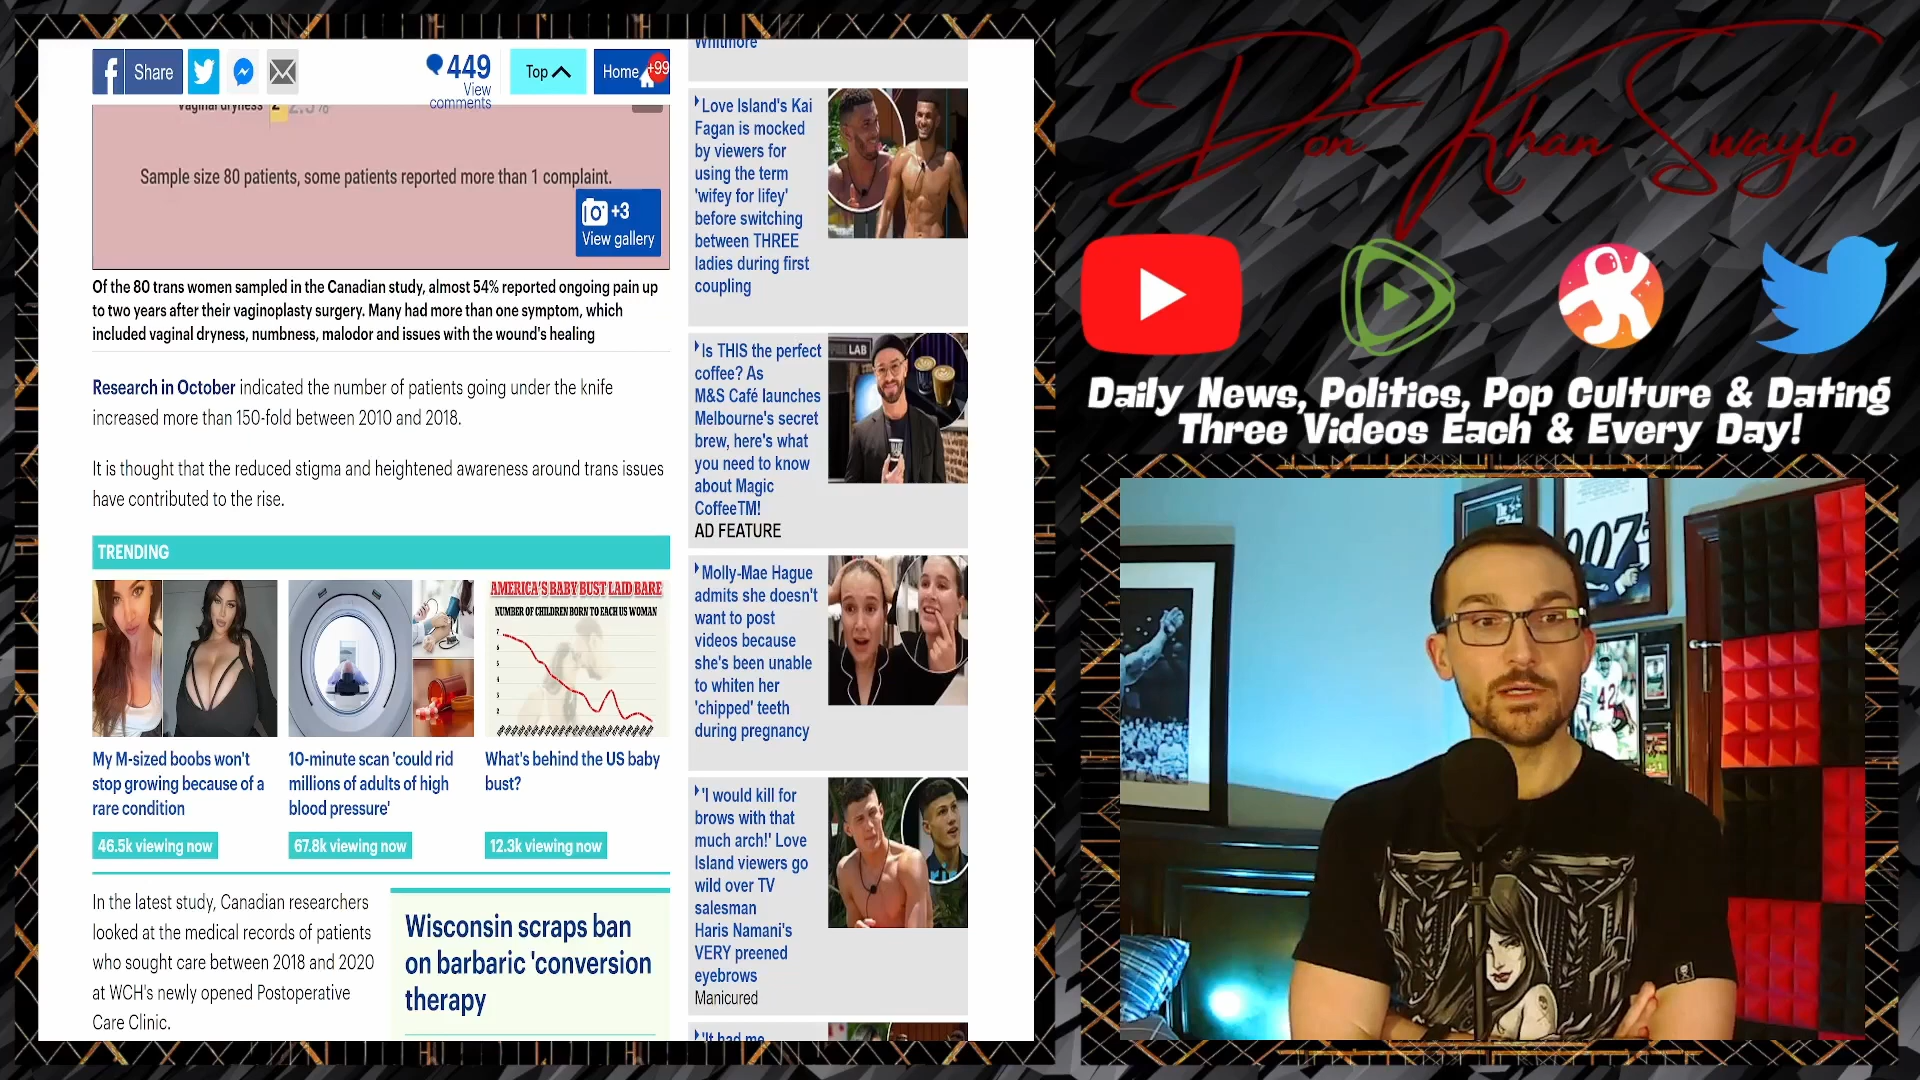 Share
449
View
comments
Top
Home
+99
Vaginal dryness 2 2.5%
Sample size 80 patients, some patients reported more than 1 complaint.
+3
View gallery
Of the 80 trans women sampled in the Canadian study, almost 54% reported ongoing pain up
to two years after their vaginoplasty surgery. Many had more than one symptom, which
included vaginal dryness, numbness, malodor and issues with the wound's healing
Research in October indicated the number of patients going under the knife
increased more than 150-fold between 2010 and 2018.
It is thought that the reduced stigma and heightened awareness around trans issues
have contributed to the rise.
TRENDING
AMERICA'S BABY BUST LAID BARE
NUMBER OF CHILDREN BORN TO EACH US WOMAN
My M-sized boobs won't
stop growing because of a
rare condition
46.5k viewing now
10-minute scan 'could rid
millions of adults of high
blood pressure'
67.8k viewing now
What's behind the US baby
bust?
12.3k viewing now
In the latest study, Canadian researchers
looked at the medical records of patients
who sought care between 2018 and 2020
at WCH's newly opened Postoperative
Care Clinic.
Wisconsin scraps ban
on barbaric 'conversion
therapy
Whitmore
Love Island's Kai
Fagan is mocked
by viewers for
using the term
'wifey for lifey'
before switching
between THREE
ladies during first
coupling
Is THIS the perfect
coffee? As
M&S Café launches
Melbourne's secret
brew, here's what
you need to know
about Magic
CoffeeTM!
AD FEATURE
LAB
Molly-Mae Hague
admits she doesn't
want to post
videos because
she's been unable
to whiten her
'chipped' teeth
during pregnancy
'I would kill for
brows with that
much arch!' Love
Island viewers go
wild over TV
salesman
Haris Namani's
VERY preened
eyebrows
Manicured
'It had me
Don Khan Swaylo
Daily News, Politics, Pop Culture & Dating
Three Videos Each & Every Day!
007
42